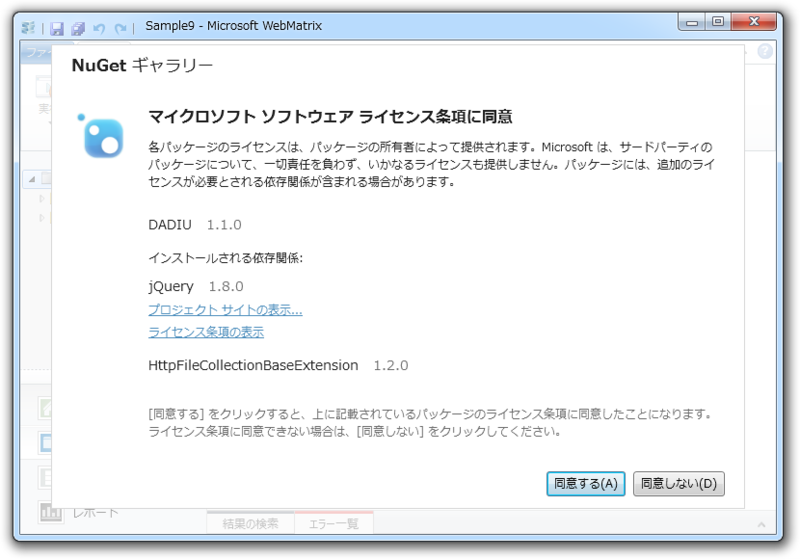 Sample9 - Microsoft WebMatrix
NuGet ギャラリー
マイクロソフト ソフトウェア ライセンス条項に同意
各パッケージのライセンスは、パッケージの所有者によって提供されます。Microsoft は、サードパーティの
パッケージについて、一切責任を負わず、いかなるライセンスも提供しません。パッケージには、追加のライ
センスが必要とされる依存関係が含まれる場合があります。
DADIU 1.1.0
インストールされる依存関係:
jQuery 1.8.0
プロジェクト サイトの表示...
ライセンス条項の表示
HttpFileCollectionBaseExtension 1.2.0
[同意する] をクリックすると、上に記載されているパッケージのライセンス条項に同意したことになります。
ライセンス条項に同意できない場合は、[同意しない] をクリックしてください。
同意する(A) 同意しない(D)
レポート
結果の検索 エラー一覧